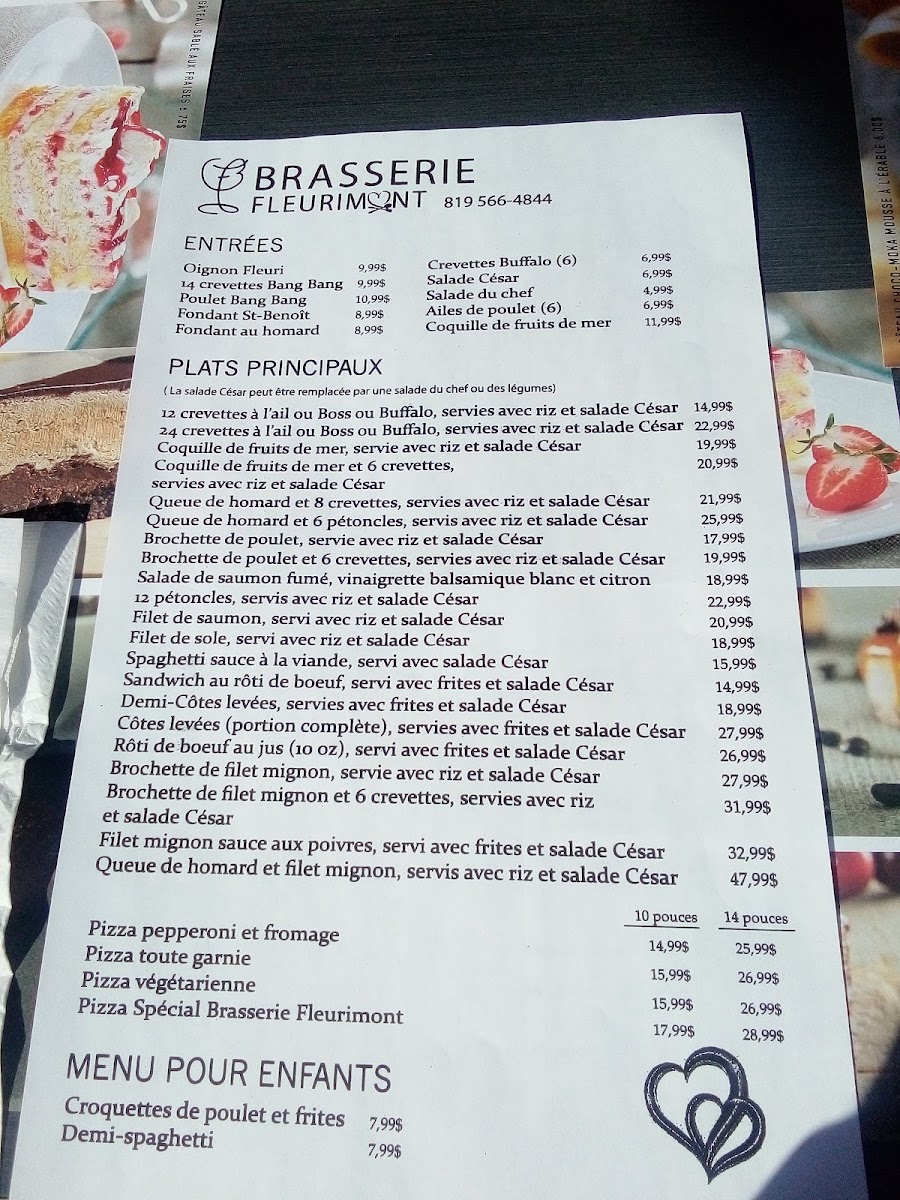 GÂTEAU SABLÉ AUX FRAISES 6.75$
CHOCO-MOKA MOUSSE À L'ÉRABLE 6,00$
BRASSERIE
FLEURIMONT 819 566-4844
ENTRÉES
Oignon Fleuri 9,99$
14 crevettes Bang Bang 9,99$
Poulet Bang Bang 10,99$
Fondant St-Benoît 8,99$
Fondant au homard 8,99$
Crevettes Buffalo (6) 6,99$
Salade César 6,99$
Salade du chef 4,99$
Ailes de poulet (6) 6,99$
Coquille de fruits de mer 11,99$
PLATS PRINCIPAUX
( La salade César peut être remplacée par une salade du chef ou des légumes)
12 crevettes à l'ail ou Boss ou Buffalo, servies avec riz et salade César 14,99$
24 crevettes à l'ail ou Boss ou Buffalo, servies avec riz et salade César 22,99$
Coquille de fruits de mer, servie avec riz et salade César 19,99$
Coquille de fruits de mer et 6 crevettes, 20,99$
servies avec riz et salade César
Queue de homard et 8 crevettes, servies avec riz et salade César 21,99$
Queue de homard et 6 pétoncles, servis avec riz et salade César 25,99$
Brochette de poulet, servie avec riz et salade César 17,99$
Brochette de poulet et 6 crevettes, servies avec riz et salade César 19,99$
Salade de saumon fumé, vinaigrette balsamique blanc et citron 18,99$
12 pétoncles, servis avec riz et salade César 22,99$
Filet de saumon, servi avec riz et salade César 20,99$
Filet de sole, servi avec riz et salade César 18,99$
Spaghetti sauce à la viande, servi avec salade César 15,99$
Sandwich au rôti de boeuf, servi avec frites et salade César 14,99$
Demi-Côtes levées, servies avec frites et salade César 18,99$
Côtes levées (portion complète), servies avec frites et salade César 27,99$
Rôti de boeuf au jus (10 oz), servi avec frites et salade César 26,99$
Brochette de filet mignon, servie avec riz et salade César 27,99$
Brochette de filet mignon et 6 crevettes, servies avec riz 31,99$
et salade César
Filet mignon sauce aux poivres, servi avec frites et salade César 32,99$
Queue de homard et filet mignon, servis avec riz et salade César 47,99$
10 pouces 14 pouces
Pizza pepperoni et fromage 14,99$ 25,99$
Pizza toute garnie 15,99$ 26,99$
Pizza végétarienne 15,99$ 26,99$
Pizza Spécial Brasserie Fleurimont 17,99$ 28,99$
MENU POUR ENFANTS
Croquettes de poulet et frites 7,99$
Demi-spaghetti 7,99$